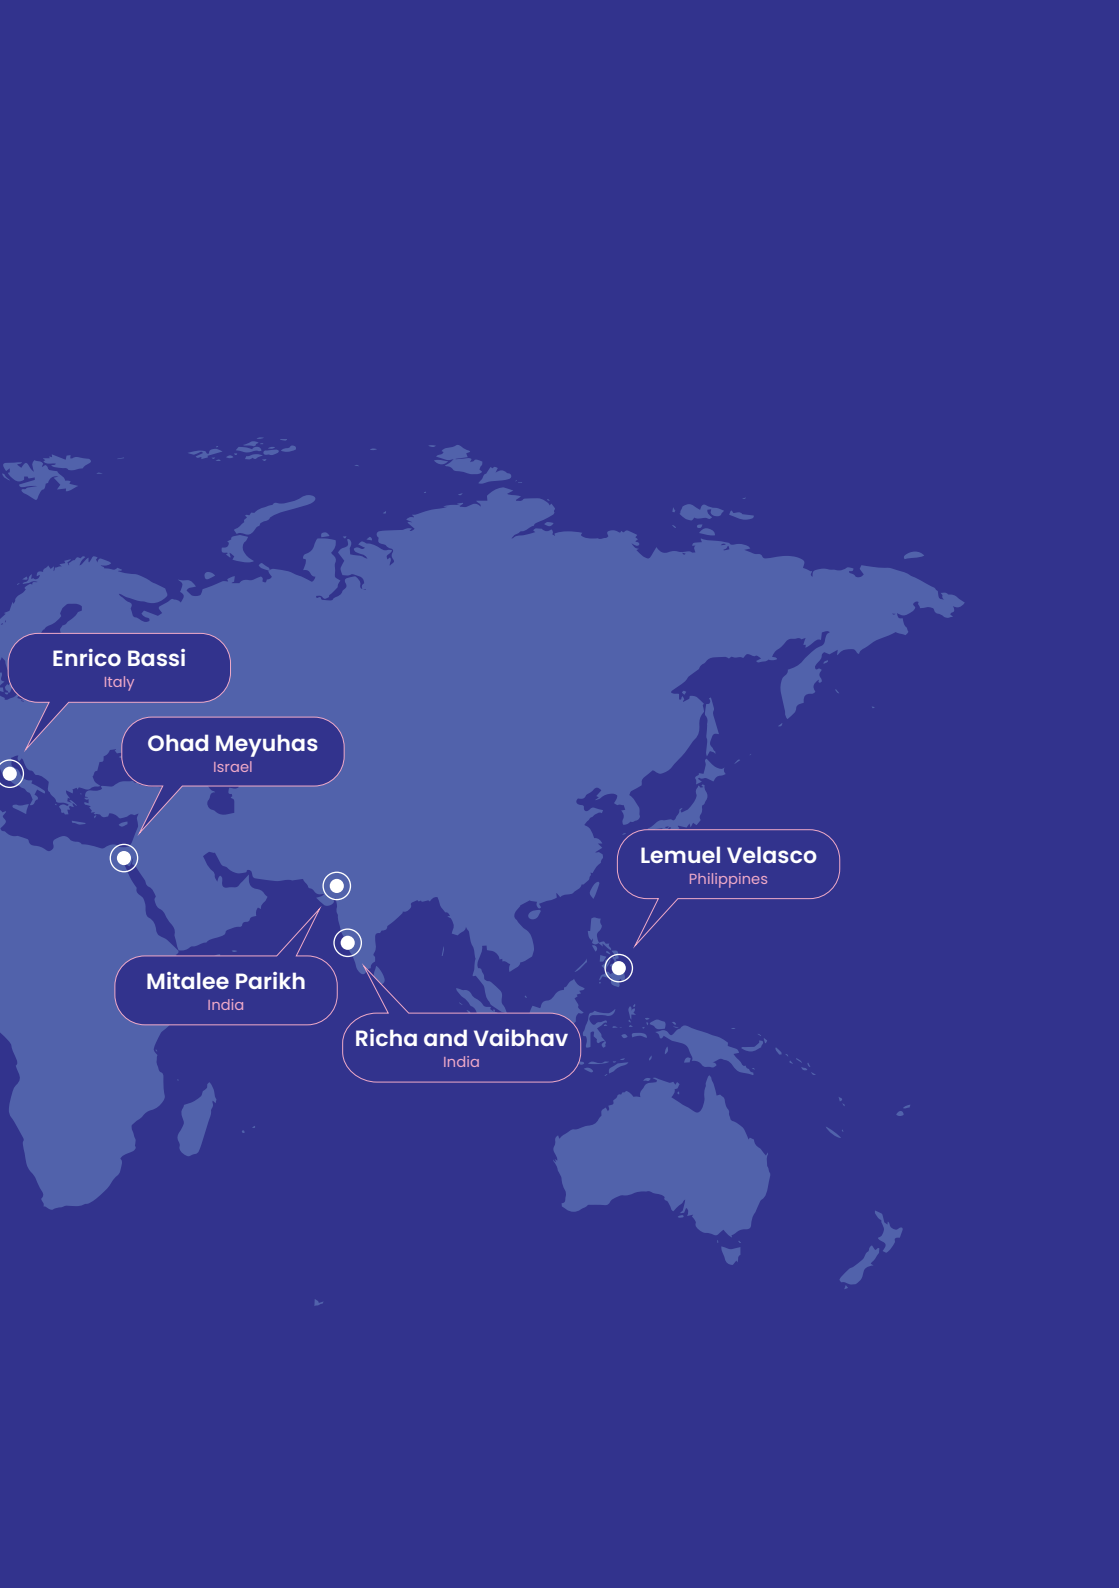 Enrico Bassi
Italy
Ohad Meyuhas
Israel
Lemuel Velasco
Philippines
Mitalee Parikh
India
Richa and Vaibhav
India